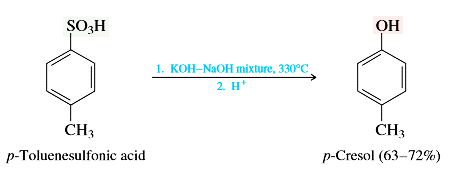 SO₃H
OH
1. KOH–NaOH mixture, 330°C
2. H⁺
CH₃
CH₃
p-Toluenesulfonic acid
p-Cresol (63–72%)